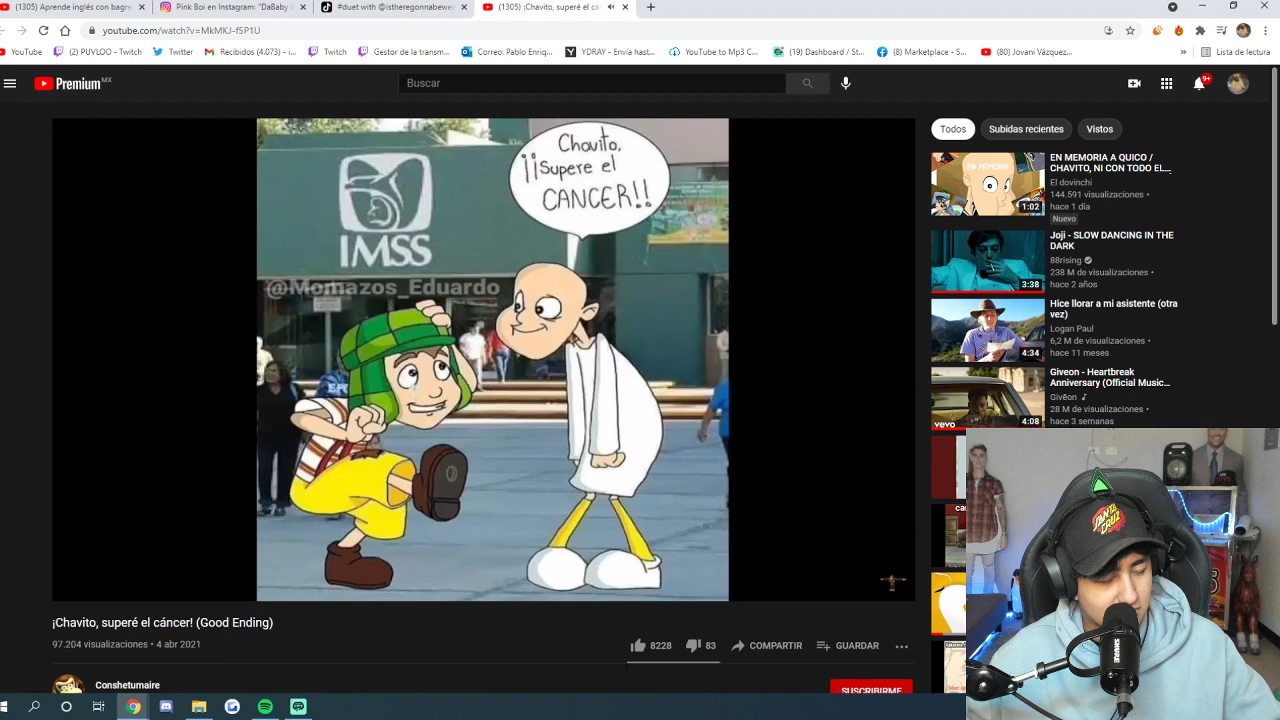 (1305) Aprende inglés con bagre
Pink Boi en Instagram: "DaBaby
#duet with @istheregonnabewee
(1305) ¡Chavito, superé el các
youtube.com/watch?v=MkMKJ-f5P1U
YouTube
(2) PUVLOO - Twitch
Twitter
Recibidos (4.073) - i...
Twitch
Gestor de la transm...
Correo: Pablo Enriq...
YDRAY - Envía hast...
YouTube to Mp3 C...
(19) Dashboard / St...
(8) Marketplace - S...
(80) Jovani Vázquez...
»
Lista de lectura
Premium MX
Buscar
9+
Todos
Subidas recientes
Vistos
Chavito,
¡¡Supere el
CANCER!!
IMSS
@Momazos_Eduardo
EN MEMORIA
1:02
EN MEMORIA A QUICO /
CHAVITO, NI CON TODO EL...
El dovinchi
144.591 visualizaciones •
hace 1 día
Nuevo
3:38
Joji - SLOW DANCING IN THE
DARK
88rising
238 M de visualizaciones •
hace 2 años
4:34
Hice llorar a mi asistente (otra
vez)
Logan Paul
6,2 M de visualizaciones •
hace 11 meses
vevo
4:08
Giveon - Heartbreak
Anniversary (Official Music...
Givēon
28 M de visualizaciones •
hace 3 semanas
SANTA
CRUZ
SHURE
¡Chavito, superé el cáncer! (Good Ending)
97.204 visualizaciones • 4 abr 2021
8228
83
COMPARTIR
GUARDAR
Conshetumaire
SUSCRIBIRME